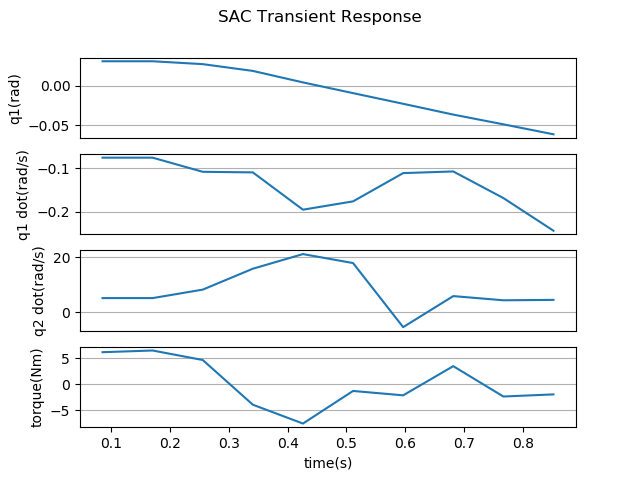 SAC Transient Response
q1(rad)
0.00
−0.05
q1 dot(rad/s)
−0.1
−0.2
q2 dot(rad/s)
20
0
torque(Nm)
5
0
−5
0.1 0.2 0.3 0.4 0.5 0.6 0.7 0.8
time(s)